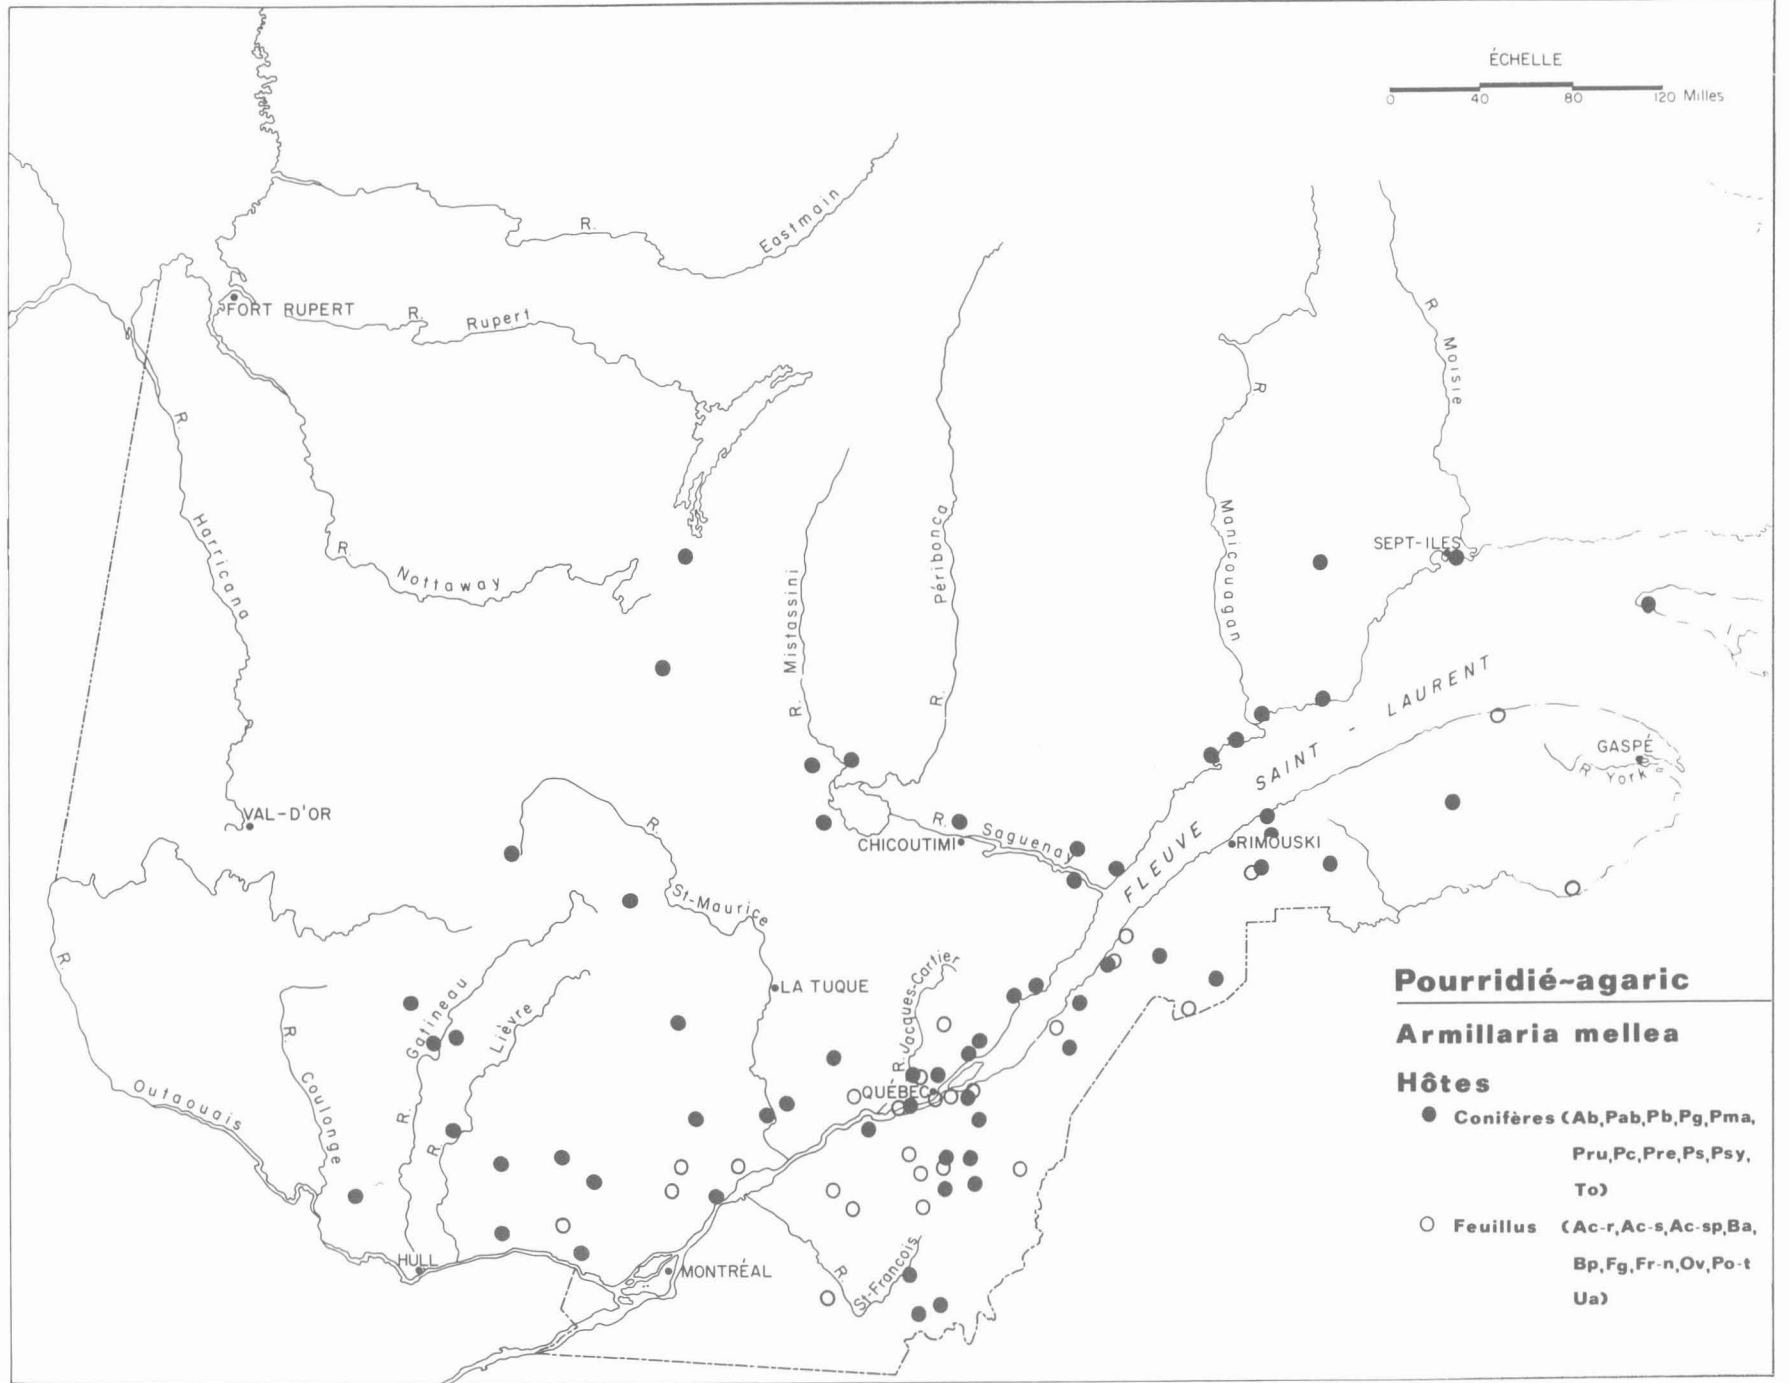 ÉCHELLE
0 40 80 120 Milles
R. Eastmain
FORT RUPERT
R. Rupert
R. Harricana
R. Nottaway
R. Mistassini
R. Péribonca
R. Manicouagan
R. Moisie
SEPT-ILES
FLEUVE SAINT - LAURENT
GASPÉ
R. York
VAL-D'OR
R. Saguenay
CHICOUTIMI
RIMOUSKI
R. St-Maurice
LA TUQUE
R. Jacques-Cartier
R. Gatineau
R. Lièvre
R. Coulonge
R. Outaouais
QUÉBEC
HULL
MONTRÉAL
R. St-François
Pourridié~agaric
Armillaria mellea
Hôtes
Conifères (Ab,Pab,Pb,Pg,Pma,
Pru,Pc,Pre,Ps,Psy,
To)
Feuillus (Ac-r,Ac-s,Ac-sp,Ba,
Bp,Fg,Fr-n,Ov,Po-t
Ua)